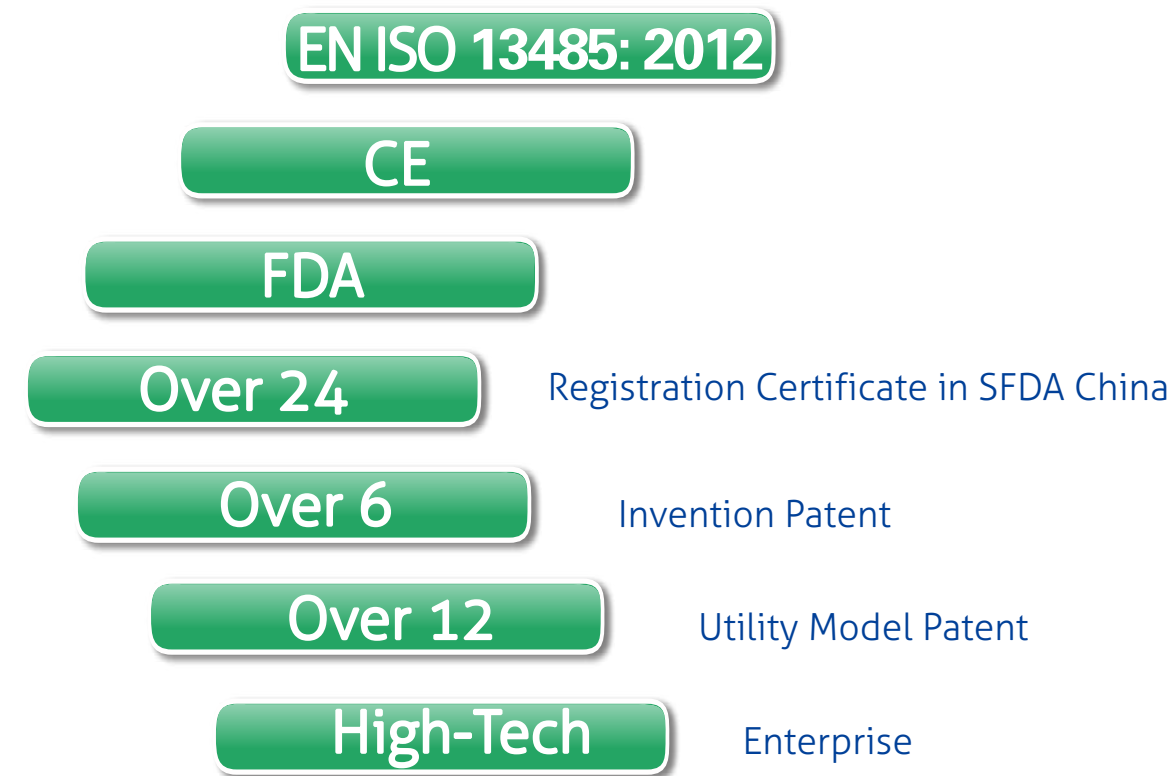 EN ISO 13485: 2012
CE
FDA
Over 24 Registration Certificate in SFDA China
Over 6 Invention Patent
Over 12 Utility Model Patent
High-Tech Enterprise